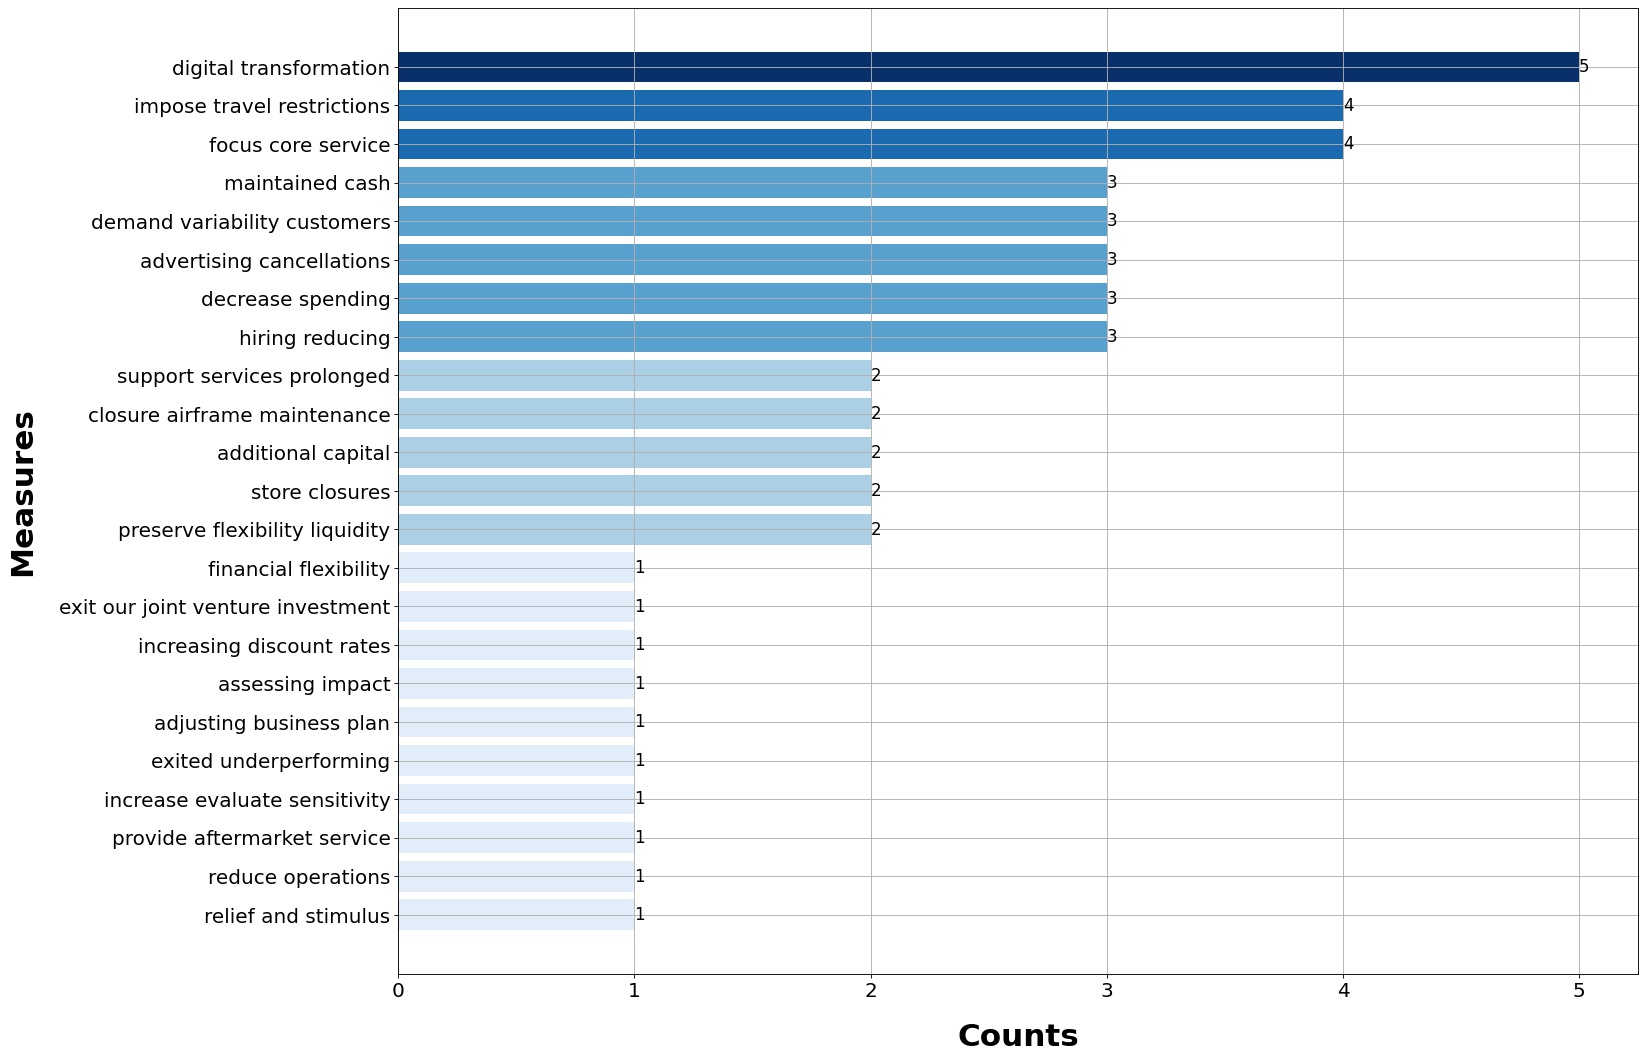 digital transformation 5
impose travel restrictions 4
focus core service 4
maintained cash 3
demand variability customers 3
advertising cancellations 3
decrease spending 3
hiring reducing 3
support services prolonged 2
closure airframe maintenance 2
additional capital 2
store closures 2
preserve flexibility liquidity 2
financial flexibility 1
exit our joint venture investment 1
increasing discount rates 1
assessing impact 1
adjusting business plan 1
exited underperforming 1
increase evaluate sensitivity 1
provide aftermarket service 1
reduce operations 1
relief and stimulus 1
Measures
0 1 2 3 4 5
Counts